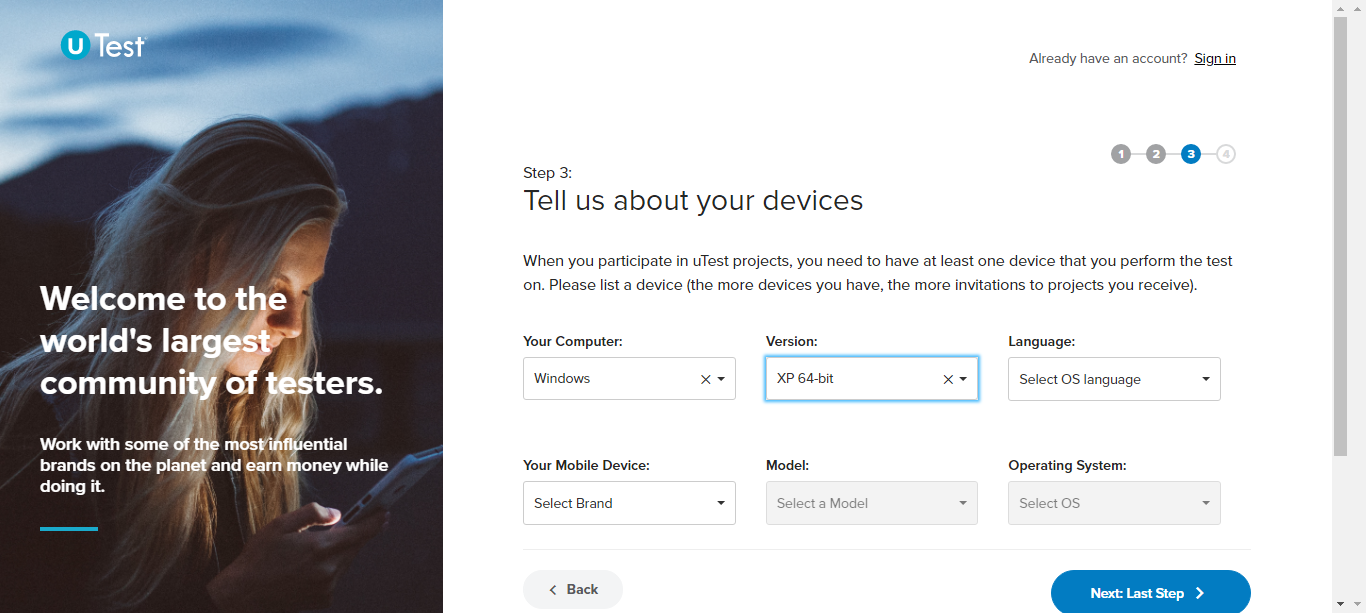 U Test
Already have an account? Sign in
1 2 3 4
Step 3:
Tell us about your devices
When you participate in uTest projects, you need to have at least one device that you perform the test
on. Please list a device (the more devices you have, the more invitations to projects you receive).
Welcome to the
world's largest
community of testers.
Work with some of the most influential
brands on the planet and earn money while
doing it.
Your Computer: Version: Language:
Windows XP 64-bit Select OS language
Your Mobile Device: Model: Operating System:
Select Brand Select a Model Select OS
Back Next: Last Step